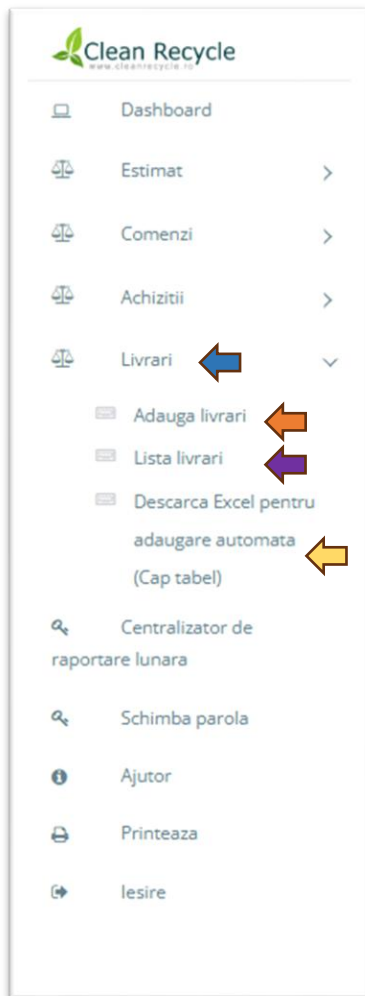 Clean Recycle
www.cleanrecycle.ro
Dashboard
Estimat
Comenzi
Achizitii
Livrari
Adauga livrari
Lista livrari
Descarca Excel pentru
adaugare automata
(Cap tabel)
Centralizator de
raportare lunara
Schimba parola
Ajutor
Printeaza
Iesire